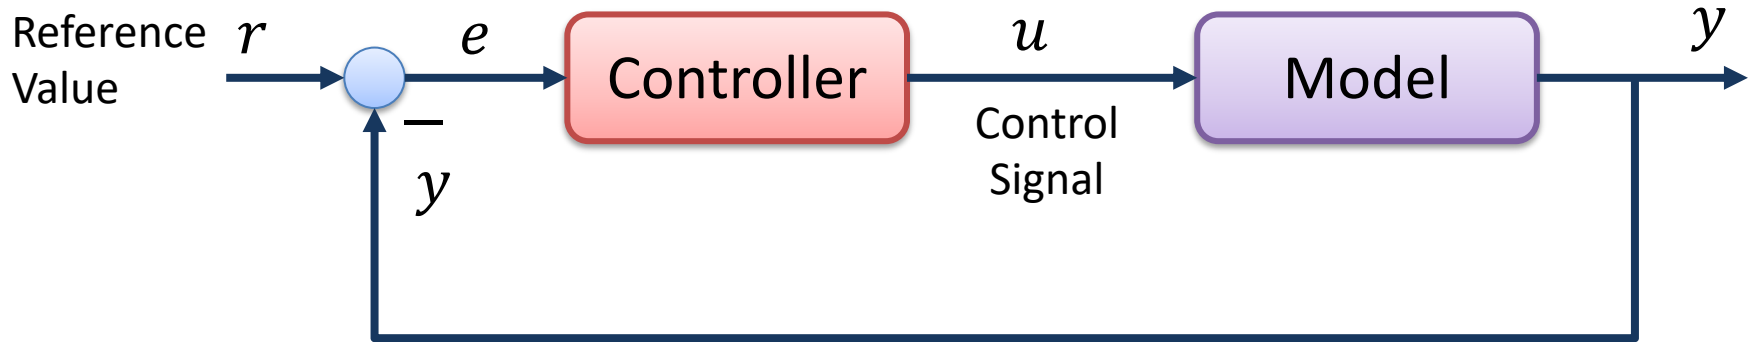 Reference
Value
r
e
Controller
u
Control
Signal
Model
y
−
y